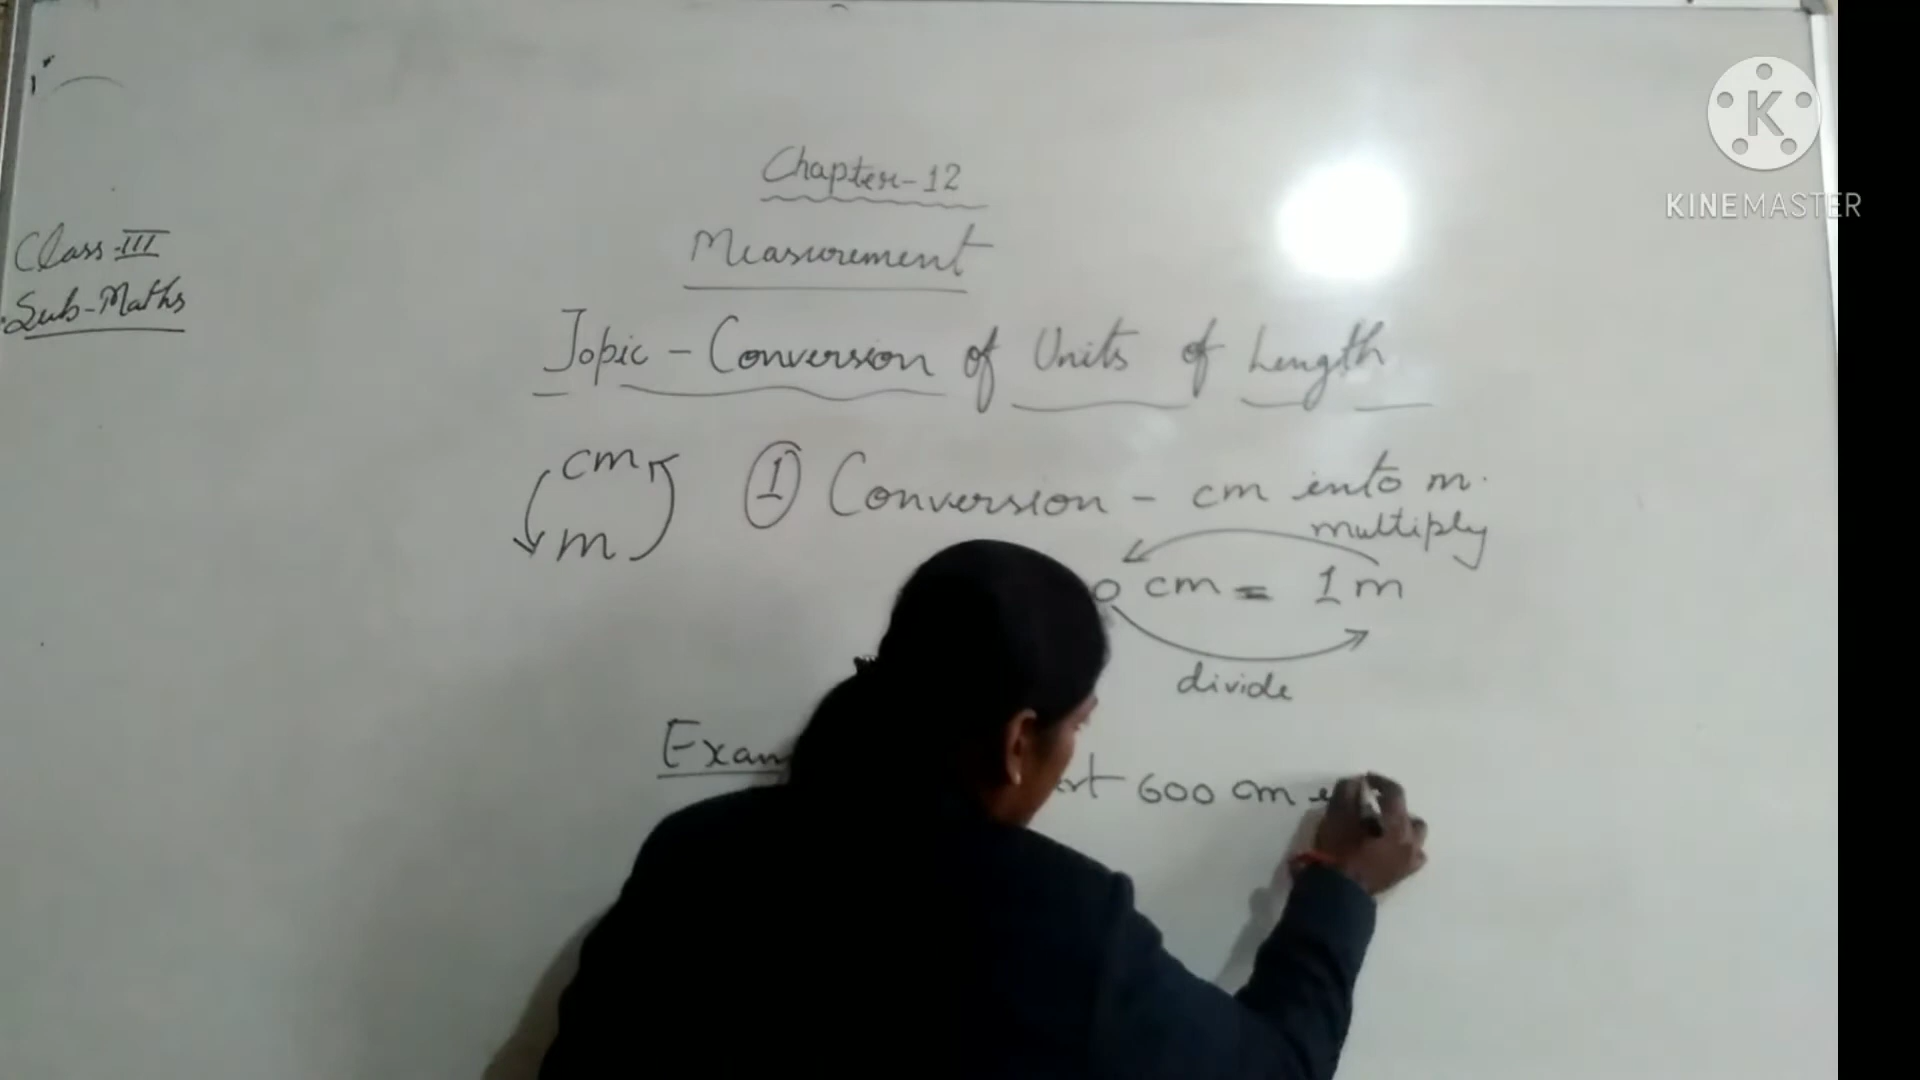 Chapter-12
Class-III
Measurement
Sub-Maths
Topic - Conversion of Units of Length
cm
m
① Conversion - cm into m.
multiply
cm = 1 m
divide
600 cm
K
KINEMASTER